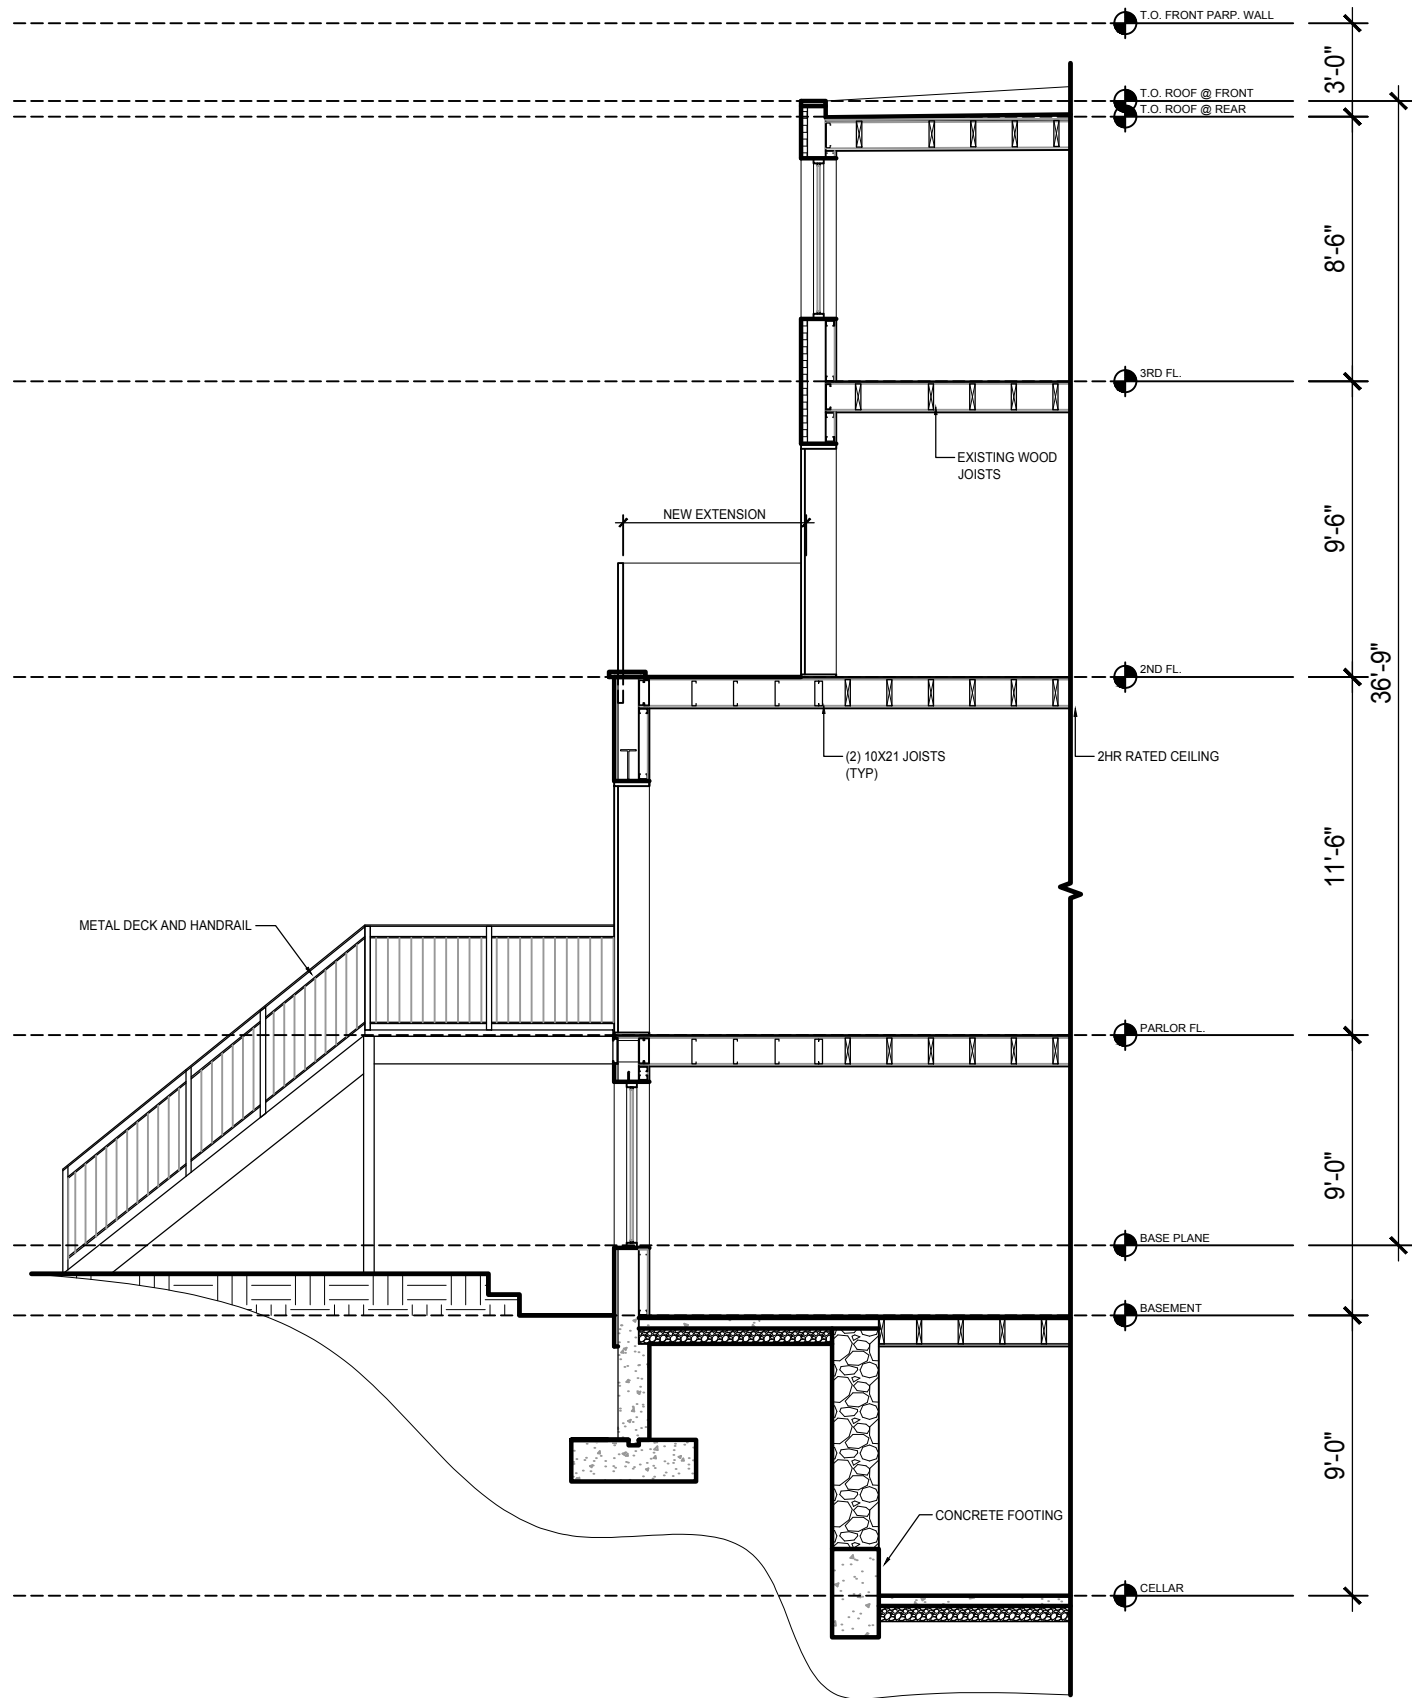 T.O. FRONT PARP. WALL
3'-0"
T.O. ROOF @ FRONT
T.O. ROOF @ REAR
8'-6"
3RD FL.
EXISTING WOOD
JOISTS
NEW EXTENSION
9'-6"
36'-9"
2ND FL.
(2) 10X21 JOISTS
(TYP)
2HR RATED CEILING
11'-6"
METAL DECK AND HANDRAIL
PARLOR FL.
9'-0"
BASE PLANE
BASEMENT
9'-0"
CONCRETE FOOTING
CELLAR